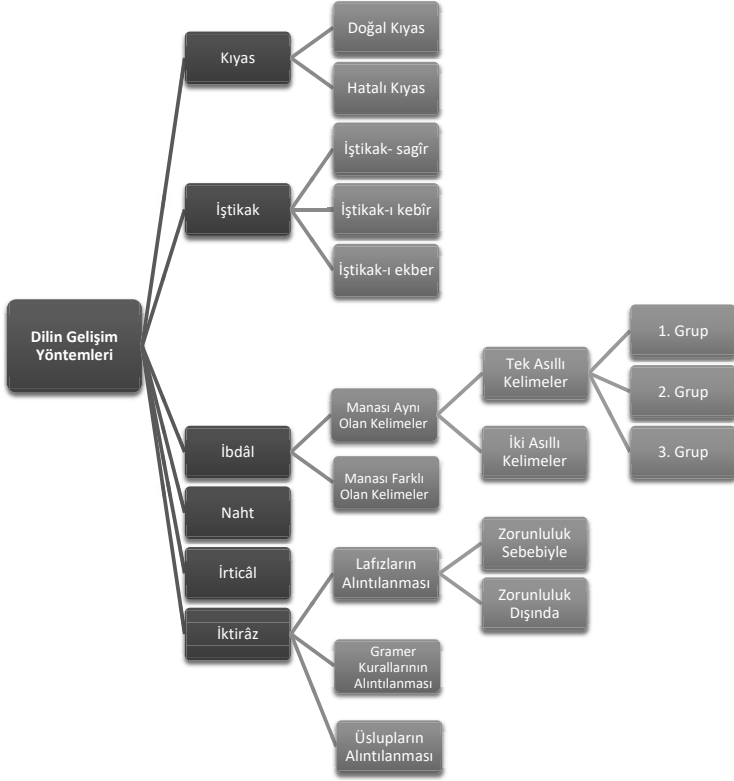 Dilin Gelişim
Yöntemleri
Kıyas
Doğal Kıyas
Hatalı Kıyas
İştikak
İştikak- sagîr
İştikak-ı kebîr
İştikak-ı ekber
İbdâl
Manası Aynı
Olan Kelimeler
Tek Asıllı
Kelimeler
1. Grup
2. Grup
3. Grup
İki Asıllı
Kelimeler
Manası Farklı
Olan Kelimeler
Naht
İrticâl
İktirâz
Lafızların
Alıntılanması
Zorunluluk
Sebebiyle
Zorunluluk
Dışında
Gramer
Kurallarının
Alıntılanması
Üslupların
Alıntılanması